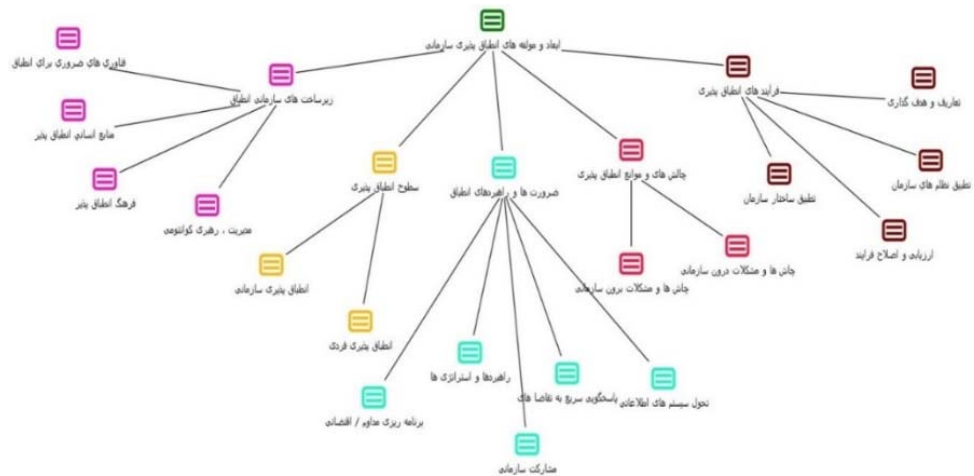 ابعاد و مولفه های انطباق پذیری سازمانی
فرآیند های انطباق پذیری
تعاریف و هدف گذاری
تطبیق نظام های سازمان
ارزیابی و اصلاح فرایند
تطبیق ساختار سازمان
چالش های و موانع انطباق پذیری
چاش ها و مشکلات درون سازمانی
چاش ها و مشکلات برون سازمانی
ضرورت ها و راهبردهای انطباق
تحول سیستم های اطلاعاتی
پاسخگویی سریع به تقاضا های
مشارکت سازمانی
راهبردها و استراتژی ها
برنامه ریزی مداوم / اقتضائی
سطوح انطباق پذیری
انطباق پذیری فردی
انطباق پذیری سازمانی
زیرساخت های سازمانی انطباق
مدیریت ، رهبری کوانتومی
فرهنگ انطباق پذیر
منابع انسانی انطباق پذیر
فناوری های ضروری برای انطباق